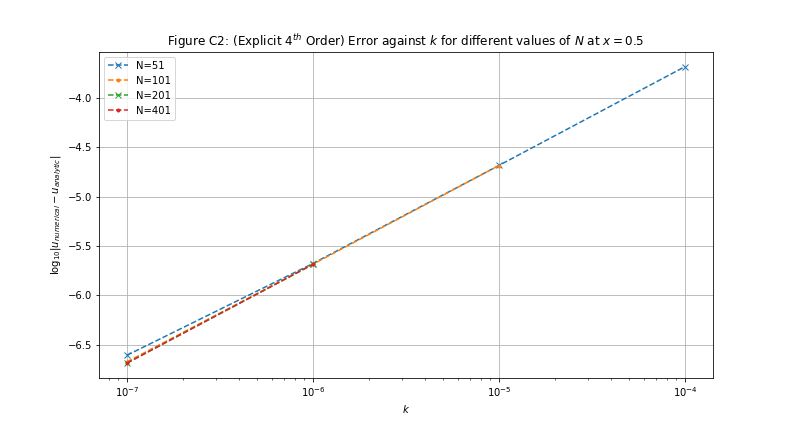 Figure C2: (Explicit 4th Order) Error against k for different values of N at x = 0.5
N=51
N=101
N=201
N=401
−4.0
−4.5
−5.0
−5.5
−6.0
−6.5
log10|unumerical − uanalytic|
10−7
10−6
10−5
10−4
k